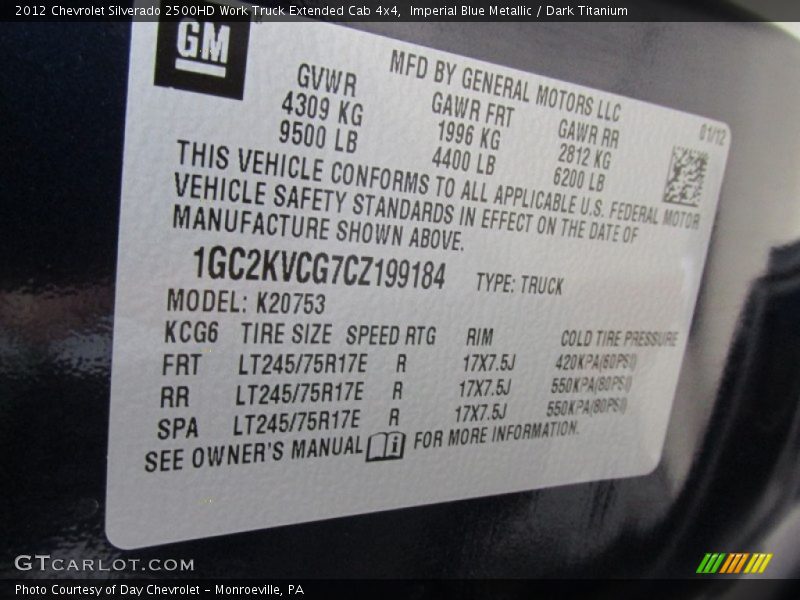 2012 Chevrolet Silverado 2500HD Work Truck Extended Cab 4x4, Imperial Blue Metallic / Dark Titanium
GM
MFD BY GENERAL MOTORS LLC
01/12
GVWR GAWR FRT GAWR RR
4309 KG 1996 KG 2812 KG
9500 LB 4400 LB 6200 LB
THIS VEHICLE CONFORMS TO ALL APPLICABLE U.S. FEDERAL MOTOR
VEHICLE SAFETY STANDARDS IN EFFECT ON THE DATE OF
MANUFACTURE SHOWN ABOVE.
1GC2KVCG7CZ199184 TYPE: TRUCK
MODEL: K20753
KCG6 TIRE SIZE SPEED RTG RIM COLD TIRE PRESSURE
FRT LT245/75R17E R 17X7.5J 420KPA(60PSI)
RR LT245/75R17E R 17X7.5J 550KPA(80PSI)
SPA LT245/75R17E R 17X7.5J 550KPA(80PSI)
SEE OWNER'S MANUAL FOR MORE INFORMATION.
GTCARLOT.COM
Photo Courtesy of Day Chevrolet - Monroeville, PA